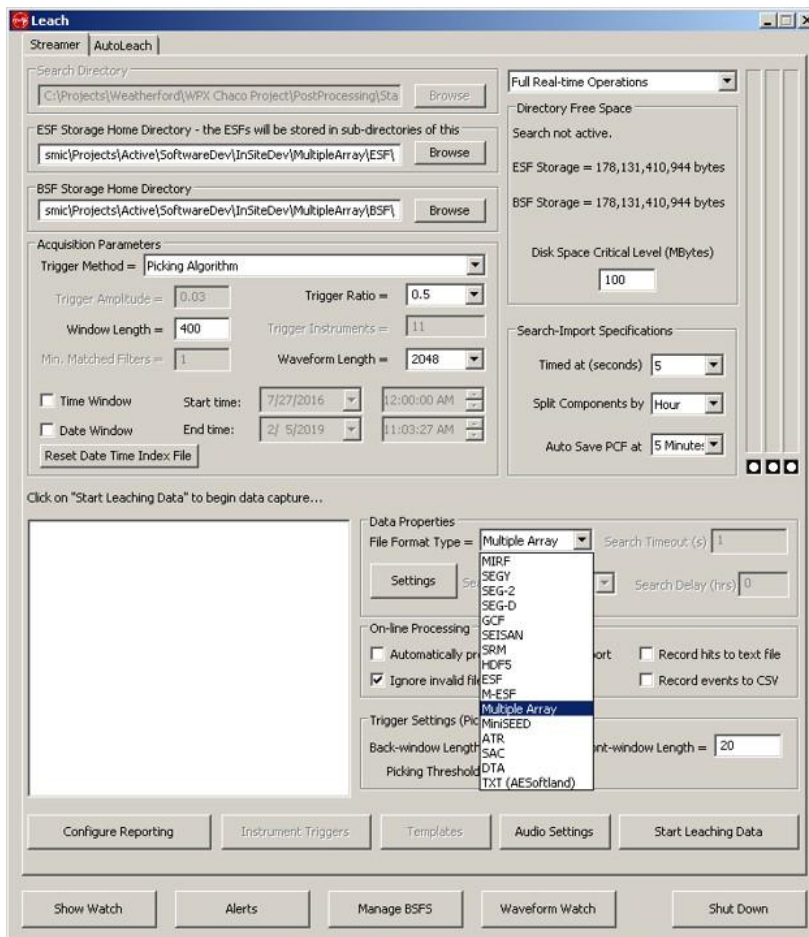 Leach
Streamer AutoLeach
Search Directory
C:\Projects\Weatherford\WPX Chaco Project\PostProcessing\Sta Browse
ESF Storage Home Directory - the ESFs will be stored in sub-directories of this
smic\Projects\Active\SoftwareDev\InSiteDev\MultipleArray\ESF\ Browse
BSF Storage Home Directory
smic\Projects\Active\SoftwareDev\InSiteDev\MultipleArray\BSF\ Browse
Full Real-time Operations
Directory Free Space
Search not active.
ESF Storage = 178,131,410,944 bytes
BSF Storage = 178,131,410,944 bytes
Disk Space Critical Level (MBytes)
100
Acquisition Parameters
Trigger Method = Picking Algorithm
Trigger Amplitude = 0.03 Trigger Ratio = 0.5
Window Length = 400 Trigger Instruments = 11
Min. Matched Filters = 1 Waveform Length = 2048
Time Window Start time: 7/27/2016 12:00:00 AM
Date Window End time: 2/ 5/2019 11:03:27 AM
Reset Date Time Index File
Search-Import Specifications
Timed at (seconds) 5
Split Components by Hour
Auto Save PCF at 5 Minute:
Click on "Start Leaching Data" to begin data capture...
Data Properties
File Format Type = Multiple Array Search Timeout (s) 1
Settings Search Delay (hrs) 0
MIRF
SEGY
SEG-2
SEG-D
GCF
SEISAN
SRM
HDF5
ESF
M-ESF
Multiple Array
MiniSEED
ATR
SAC
DTA
TXT (AESoftland)
On-line Processing
Automatically Record hits to text file
Ignore invalid Record events to CSV
Trigger Settings
Back-window Length Length = 20
Picking Threshold
Configure Reporting Instrument Triggers Templates Audio Settings Start Leaching Data
Show Watch Alerts Manage BSFS Waveform Watch Shut Down